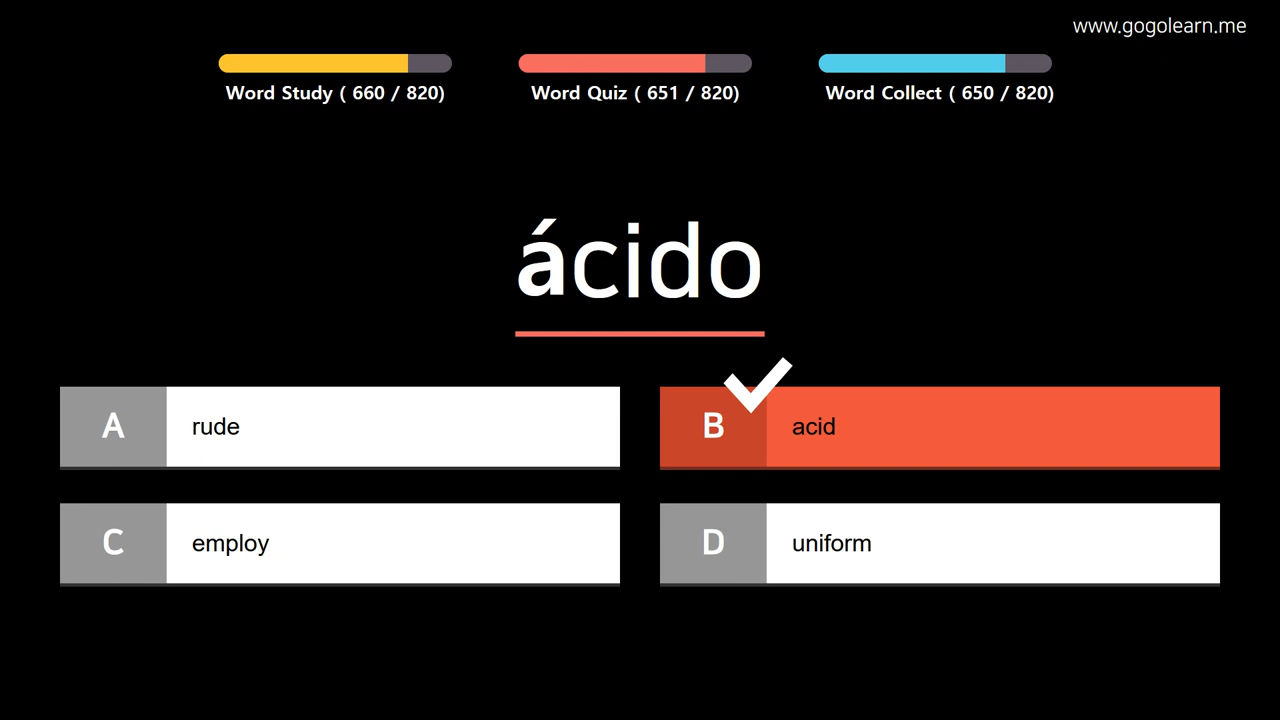 www.gogolearn.me
Word Study ( 660 / 820)
Word Quiz ( 651 / 820)
Word Collect ( 650 / 820)
ácido
A rude
B acid
C employ
D uniform